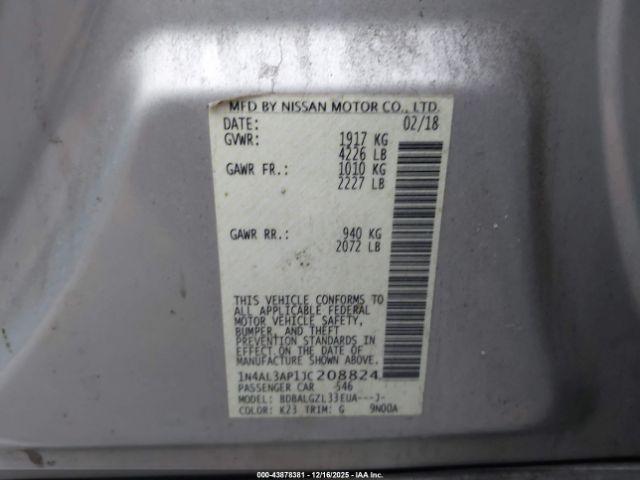 MFD BY NISSAN MOTOR CO., LTD.
DATE: 02/18
GVWR: 1917 KG
4226 LB
GAWR FR.: 1010 KG
2227 LB
GAWR RR.: 940 KG
2072 LB
THIS VEHICLE CONFORMS TO
ALL APPLICABLE FEDERAL
MOTOR VEHICLE SAFETY,
BUMPER, AND THEFT
PREVENTION STANDARDS
IN EFFECT ON THE DATE OF
MANUFACTURE SHOWN ABOVE.
1N4AL3AP1JC208824
PASSENGER CAR 546
MODEL: BDBALGZL33EUA---J-
COLOR: K23 TRIM: G 9N00A
000-43878381 - 12/16/2025 - © IAA Inc.